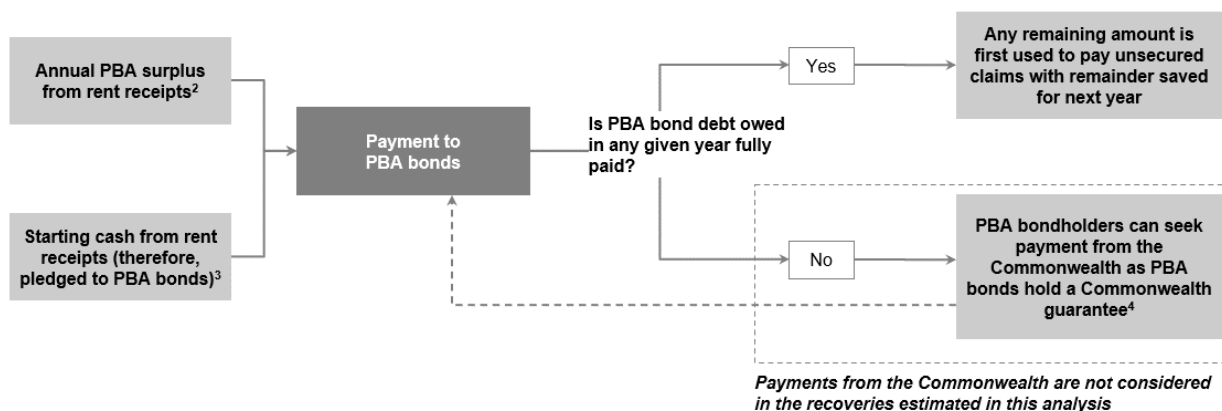 Annual PBA surplus
from rent receipts²
Starting cash from rent
receipts (therefore,
pledged to PBA bonds)³
Payment to
PBA bonds
Is PBA bond debt owed
in any given year fully
paid?
Yes
Any remaining amount is
first used to pay unsecured
claims with remainder saved
for next year
No
PBA bondholders can seek
payment from the
Commonwealth as PBA
bonds hold a Commonwealth
guarantee⁴
Payments from the Commonwealth are not considered
in the recoveries estimated in this analysis